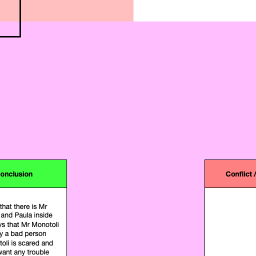 onclusion
Conflict /
that there is Mr
and Paula inside
ys that Mr Monotoli
y a bad person
toli is scared and
want any trouble